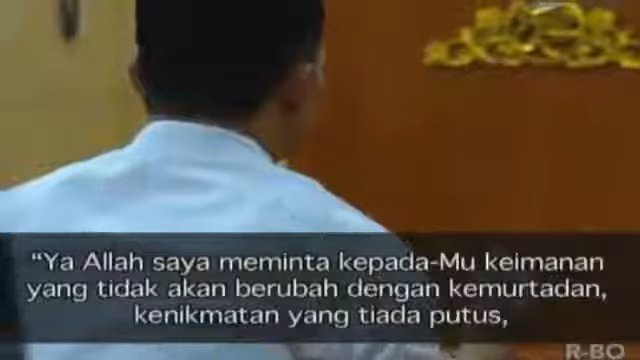 “Ya Allah saya meminta kepada-Mu keimanan
yang tidak akan berubah dengan kemurtadan,
kenikmatan yang tiada putus,
R-BO